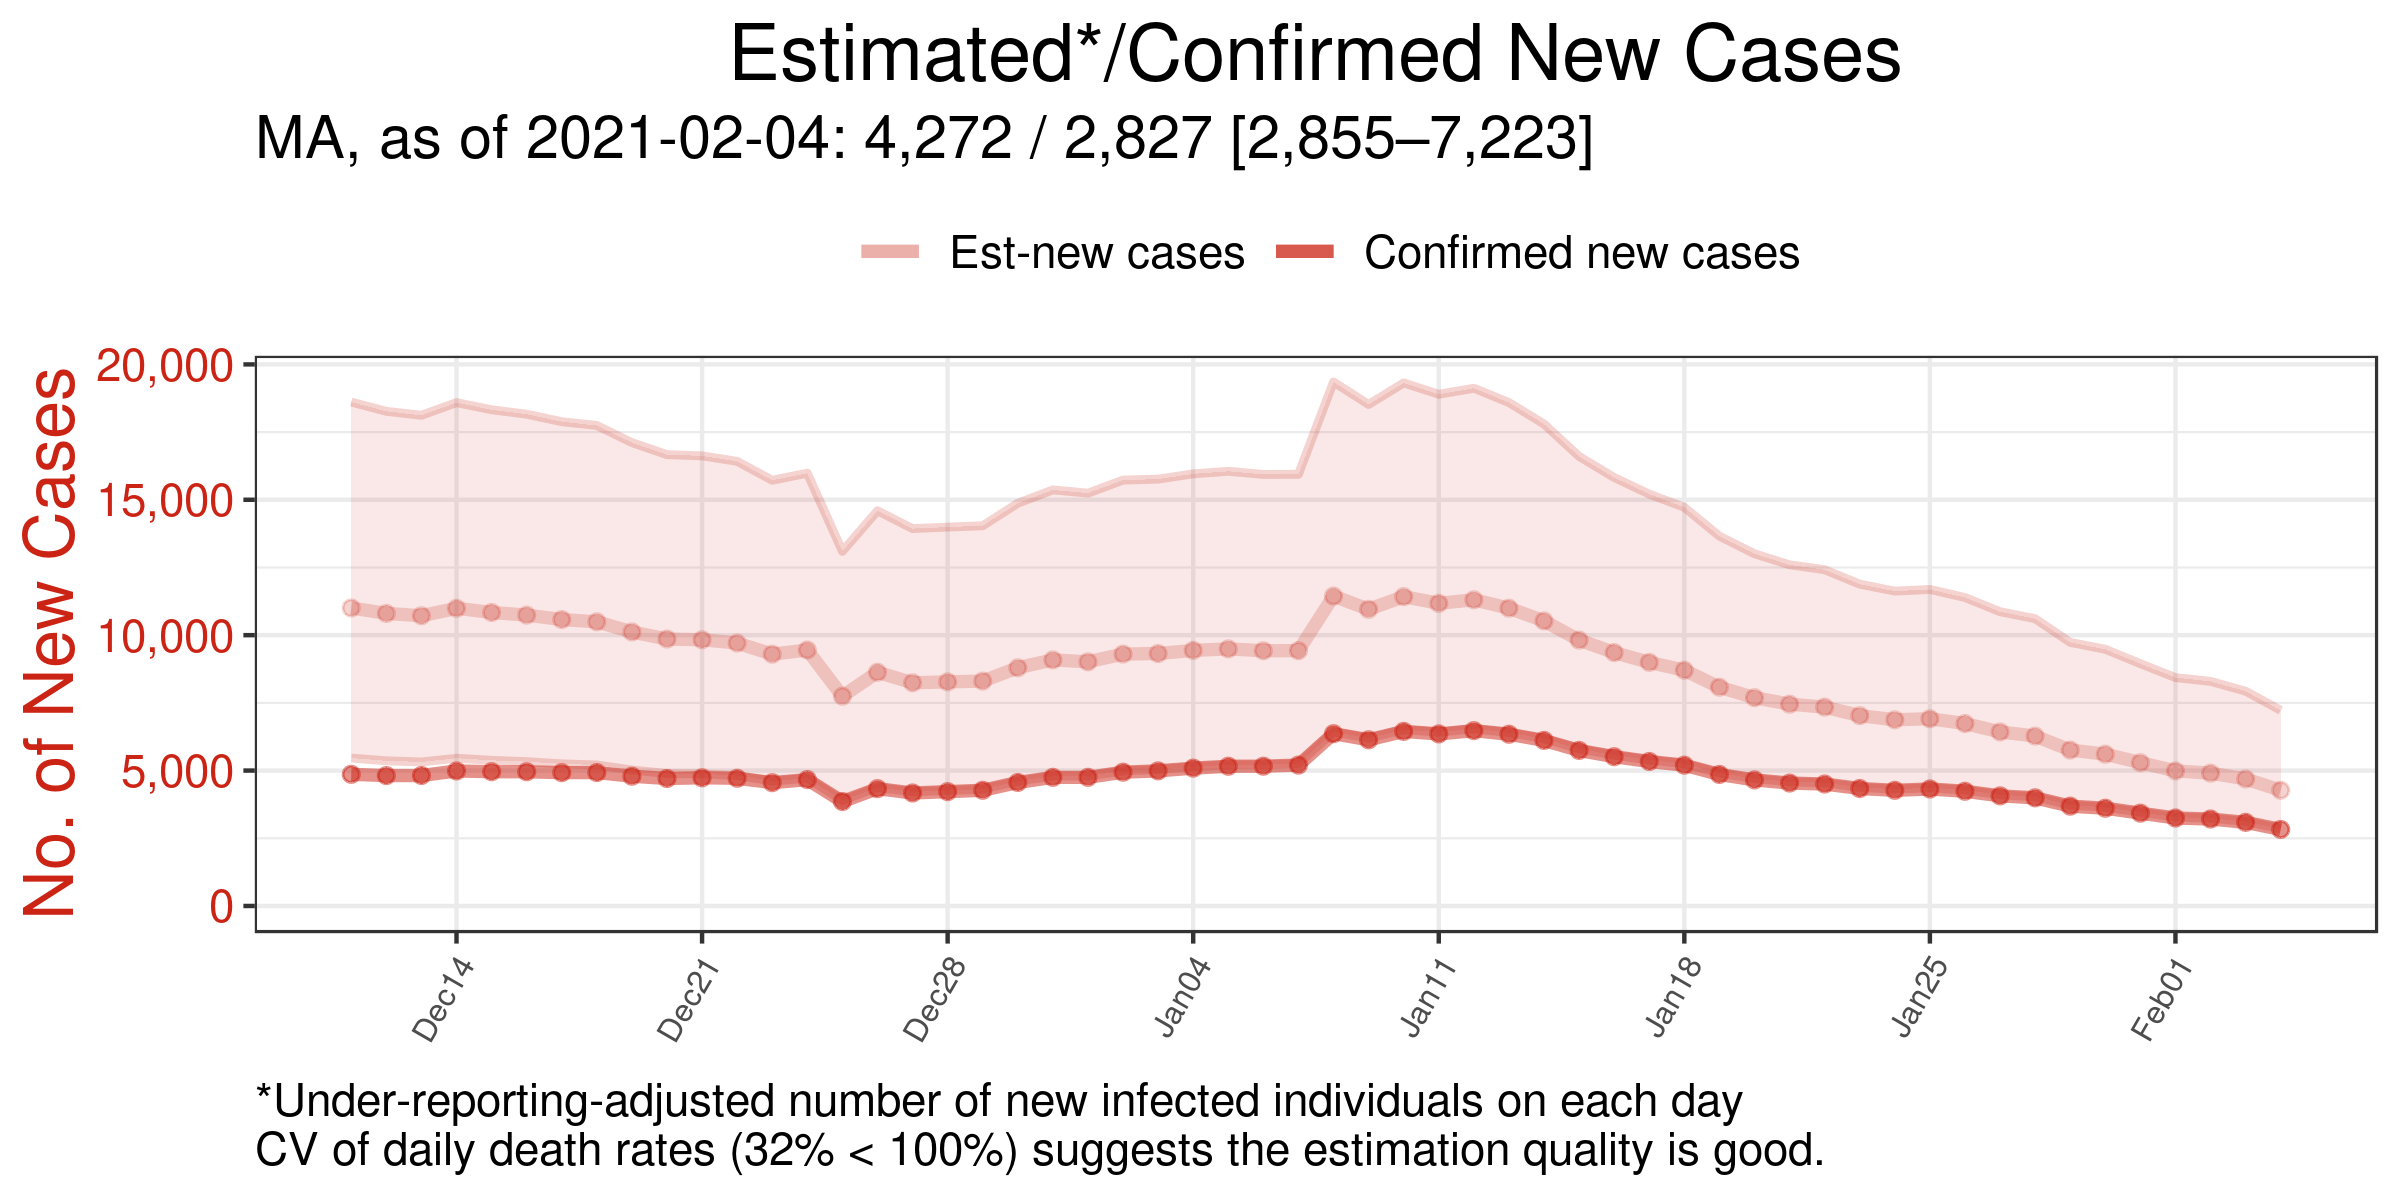 Estimated*/Confirmed New Cases
MA, as of 2021-02-04: 4,272 / 2,827 [2,855–7,223]
Est-new cases
Confirmed new cases
No. of New Cases
20,000
15,000
10,000
5,000
0
Dec14
Dec21
Dec28
Jan04
Jan11
Jan18
Jan25
Feb01
*Under-reporting-adjusted number of new infected individuals on each day
CV of daily death rates (32% < 100%) suggests the estimation quality is good.